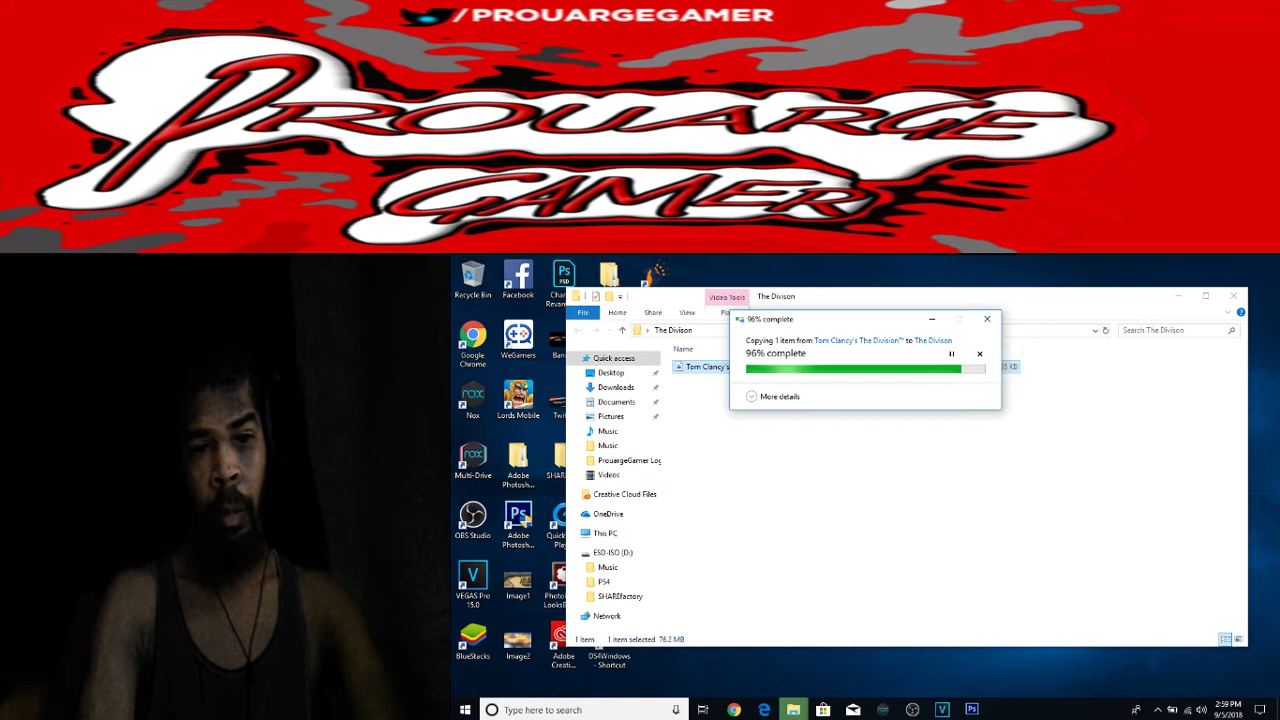 /PROUARGEGAMER
PROUARGE
GAMER
Recycle Bin
Facebook
Google Chrome
WeGamers
Nox
Lords Mobile
Multi-Drive
Adobe Photosh...
OBS Studio
Adobe Photosh...
VEGAS Pro 15.0
Image1
BlueStacks
Image2
Adobe Creati...
DS4Windows - Shortcut
Video Tools
The Divison
File
Home
Share
View
The Divison
Search The Divison
Name
Tom Clancy's
Quick access
Desktop
Downloads
Documents
Pictures
Music
Music
ProuargeGamer Log
Videos
Creative Cloud Files
OneDrive
This PC
ESD-ISO (D:)
Music
PS4
SHAREfactory
Network
1 item
1 item selected 76.2 MB
96% complete
Copying 1 item from Tom Clancy's The Division™ to The Divison
96% complete
More details
Type here to search
2:59 PM
9/5/2018